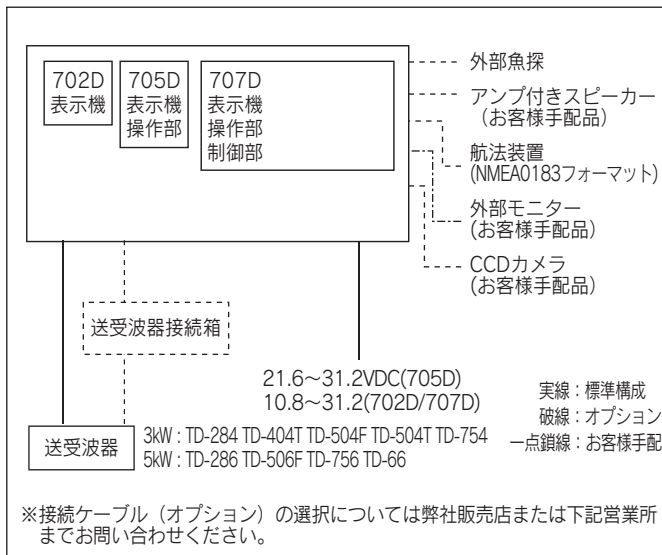 702D
表示機
705D
表示機
操作部
707D
表示機
操作部
制御部
外部魚探
アンプ付きスピーカー
(お客様手配品)
航法装置
(NMEA0183フォーマット)
外部モニター
(お客様手配品)
CCDカメラ
(お客様手配品)
送受波器接続箱
21.6~31.2VDC(705D)
10.8~31.2(702D/707D)
実線:標準構成
破線:オプション
一点鎖線:お客様手配
送受波器
3kW : TD-284 TD-404T TD-504F TD-504T TD-754
5kW : TD-286 TD-506F TD-756 TD-66
※接続ケーブル(オプション)の選択については弊社販売店または下記営業所
までお問い合わせください。